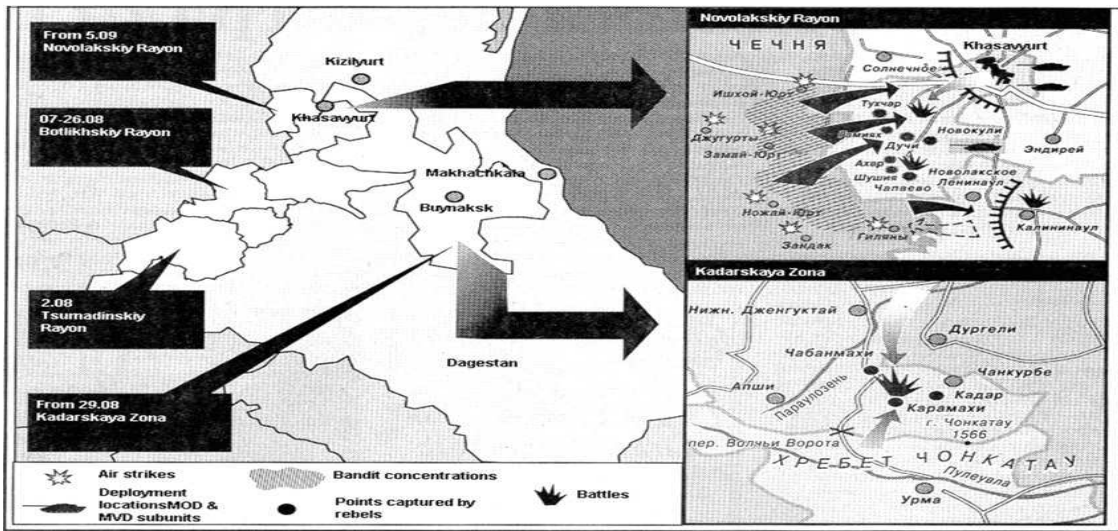 From 5.09
Novolakskiy Rayon
07-26.08
Botlikhskiy Rayon
2.08
Tsumadinskiy
Rayon
From 29.08
Kadarskaya Zona
Kizilyurt
Khasavyurt
Makhachkala
Buynaksk
Dagestan
Air strikes
Bandit concentrations
Deployment
locationsMOD &
MVD subunits
Points captured by
rebels
Battles
Novolakskiy Rayon
ЧЕЧНЯ
Khasavyurt
Солнечное
Ишхой-Юрт
Тухчар
Джугурты
Замай-Юрт
Гамиях
Новокули
Дучи
Эндирей
Ахар
Шушия
Чапаево
Новолакское
Ленинаул
Ножай-Юрт
Зандак
Гиляны
Калининаул
Kadarskaya Zona
Нижн. Дженгуктай
Дургели
Чабанмахи
Чанкурбе
Апши
Параулозень
Кадар
Карамахи
г. Чонкатау
1566
пер. Волчьи Ворота
ХРЕБЕТ ЧОНКАТАУ
Урма